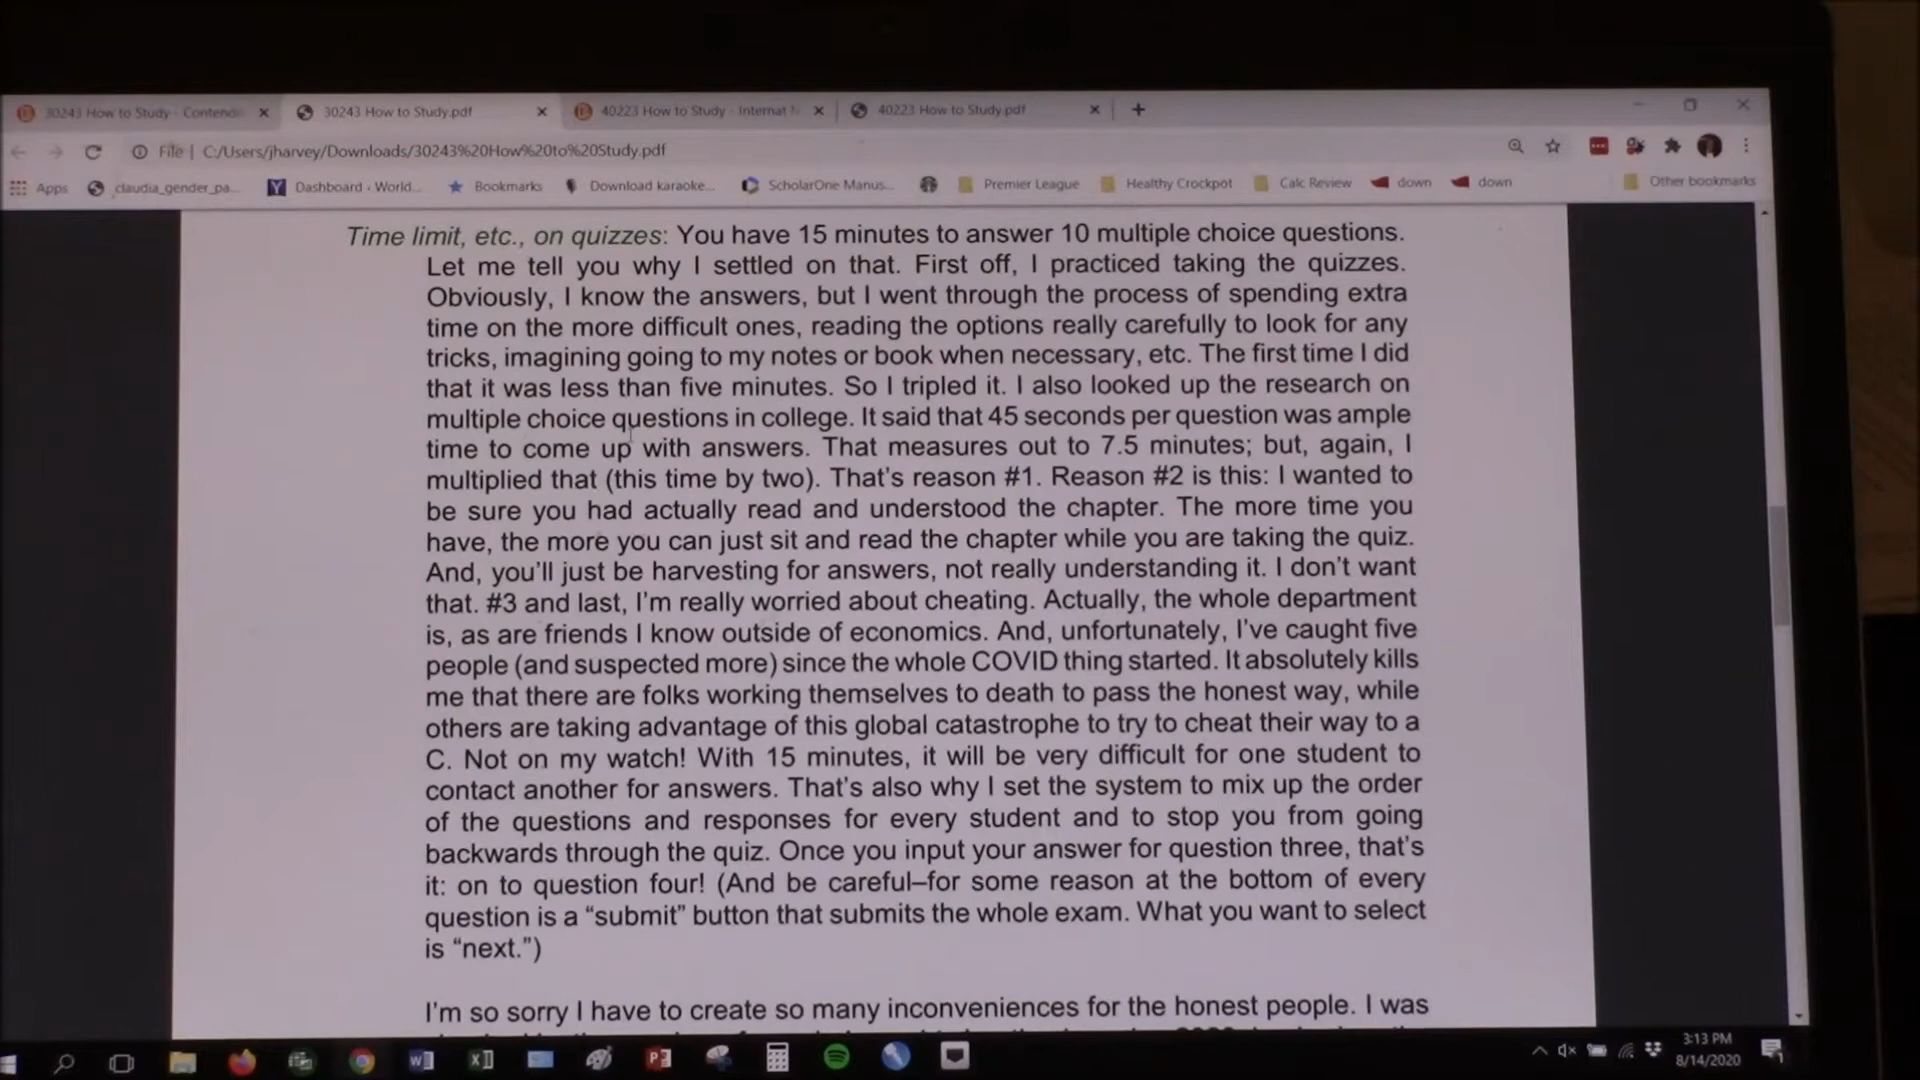 30243 How to Study - Contend
30243 How to Study.pdf
40223 How to Study - Internat
40223 How to Study.pdf
File | C:/Users/jharvey/Downloads/30243%20How%20to%20Study.pdf
Apps
claudia_gender_pa...
Dashboard ‹ World...
Bookmarks
Download karaoke...
ScholarOne Manus...
Premier League
Healthy Crockpot
Calc Review
down
down
Other bookmarks
Time limit, etc., on quizzes: You have 15 minutes to answer 10 multiple choice questions.
Let me tell you why I settled on that. First off, I practiced taking the quizzes.
Obviously, I know the answers, but I went through the process of spending extra
time on the more difficult ones, reading the options really carefully to look for any
tricks, imagining going to my notes or book when necessary, etc. The first time I did
that it was less than five minutes. So I tripled it. I also looked up the research on
multiple choice questions in college. It said that 45 seconds per question was ample
time to come up with answers. That measures out to 7.5 minutes; but, again, I
multiplied that (this time by two). That's reason #1. Reason #2 is this: I wanted to
be sure you had actually read and understood the chapter. The more time you
have, the more you can just sit and read the chapter while you are taking the quiz.
And, you'll just be harvesting for answers, not really understanding it. I don't want
that. #3 and last, I'm really worried about cheating. Actually, the whole department
is, as are friends I know outside of economics. And, unfortunately, I've caught five
people (and suspected more) since the whole COVID thing started. It absolutely kills
me that there are folks working themselves to death to pass the honest way, while
others are taking advantage of this global catastrophe to try to cheat their way to a
C. Not on my watch! With 15 minutes, it will be very difficult for one student to
contact another for answers. That's also why I set the system to mix up the order
of the questions and responses for every student and to stop you from going
backwards through the quiz. Once you input your answer for question three, that's
it: on to question four! (And be careful–for some reason at the bottom of every
question is a “submit” button that submits the whole exam. What you want to select
is “next.”)
I'm so sorry I have to create so many inconveniences for the honest people. I was
3:13 PM
8/14/2020